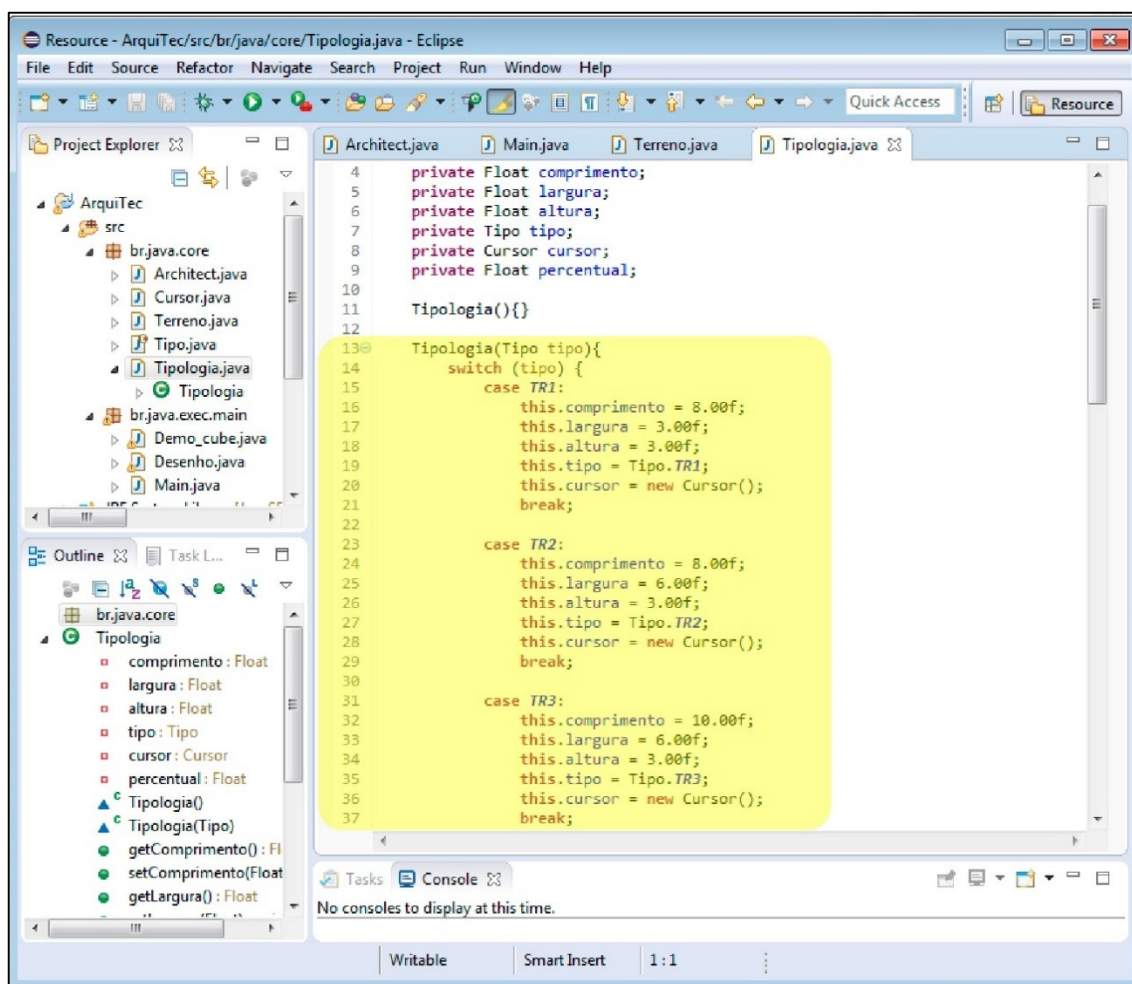 Resource - ArquiTec/src/br/java/core/Tipologia.java - Eclipse
File Edit Source Refactor Navigate Search Project Run Window Help
Quick Access Resource
Project Explorer
ArquiTec
src
br.java.core
Architect.java
Cursor.java
Terreno.java
Tipo.java
Tipologia.java
Tipologia
br.java.exec.main
Demo_cube.java
Desenho.java
Main.java
Outline Task L...
br.java.core
Tipologia
comprimento : Float
largura : Float
altura : Float
tipo : Tipo
cursor : Cursor
percentual : Float
Tipologia()
Tipologia(Tipo)
getComprimento() : Fl
setComprimento(Float
getLargura() : Float
Architect.java Main.java Terreno.java Tipologia.java
4 private Float comprimento;
5 private Float largura;
6 private Float altura;
7 private Tipo tipo;
8 private Cursor cursor;
9 private Float percentual;
10
11 Tipologia(){}
12
13 Tipologia(Tipo tipo){
14 switch (tipo) {
15 case TR1:
16 this.comprimento = 8.00f;
17 this.largura = 3.00f;
18 this.altura = 3.00f;
19 this.tipo = Tipo.TR1;
20 this.cursor = new Cursor();
21 break;
22
23 case TR2:
24 this.comprimento = 8.00f;
25 this.largura = 6.00f;
26 this.altura = 3.00f;
27 this.tipo = Tipo.TR2;
28 this.cursor = new Cursor();
29 break;
30
31 case TR3:
32 this.comprimento = 10.00f;
33 this.largura = 6.00f;
34 this.altura = 3.00f;
35 this.tipo = Tipo.TR3;
36 this.cursor = new Cursor();
37 break;
Tasks Console
No consoles to display at this time.
Writable Smart Insert 1 : 1